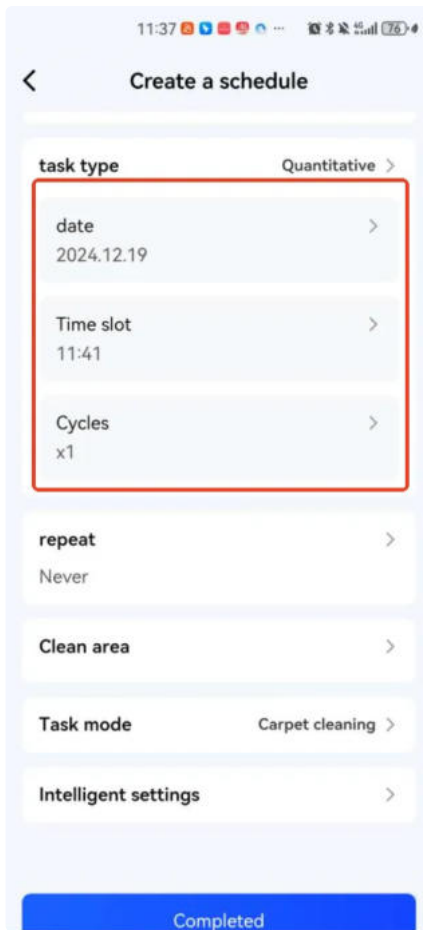 11:37 76
Create a schedule
task type Quantitative
date
2024.12.19
Time slot
11:41
Cycles
x1
repeat
Never
Clean area
Task mode Carpet cleaning
Intelligent settings
Completed